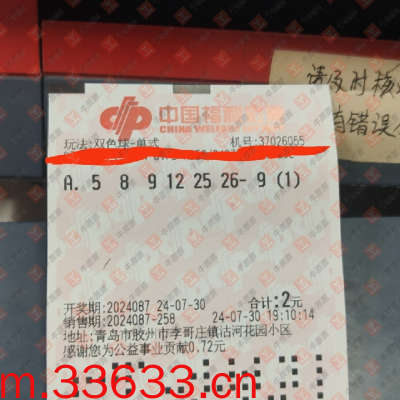 中国福利彩票
CHINA WELFARE
请及时核
有错误
玩法:双色球-单式 机号:37026055
A. 5 8 9 12 25 26- 9 (1)
开奖期:2024087 24-07-30 合计:2元
销售期:2024087-258 24-07-30 19:10:14
地址:青岛市胶州市李哥庄镇沽河花园小区
感谢您为公益事业贡献0.72元
m.33633.cn